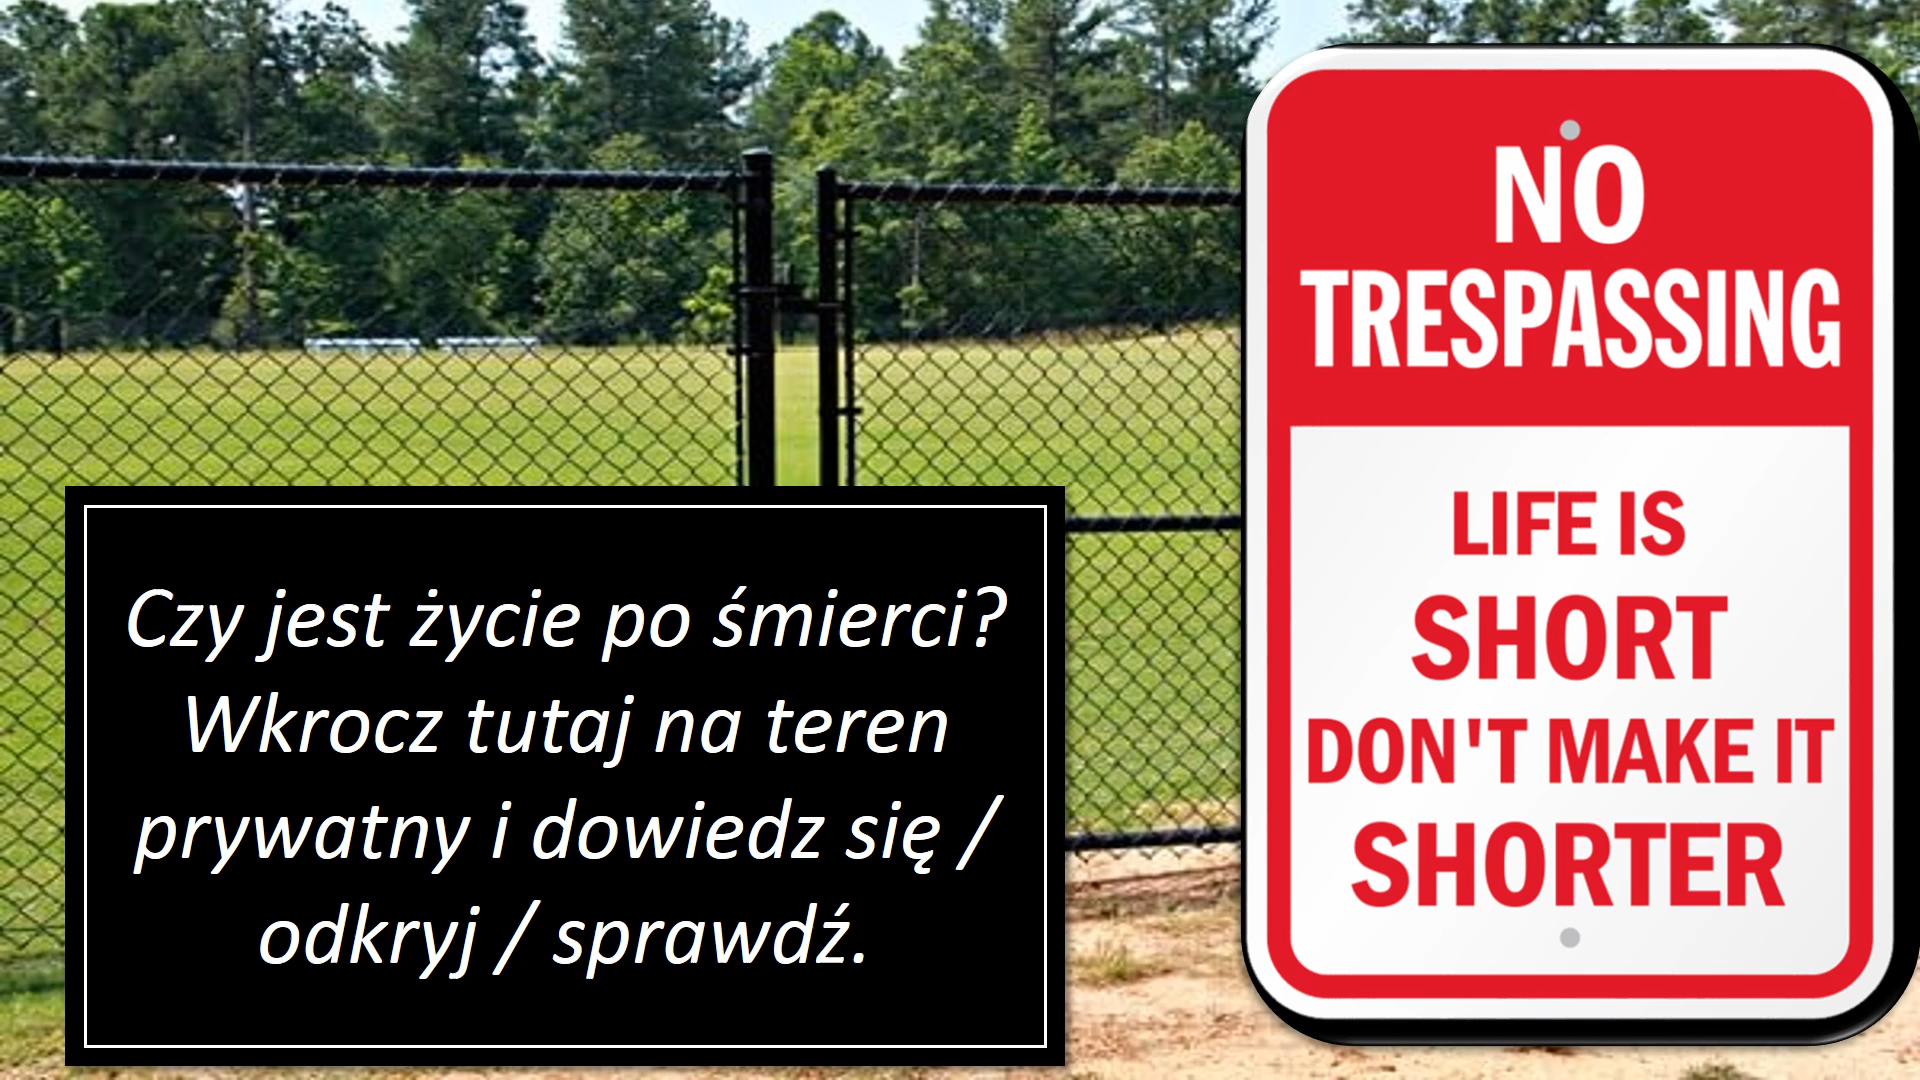 NO
TRESPASSING
LIFE IS
SHORT
DON'T MAKE IT
SHORTER
Czy jest życie po śmierci?
Wkrocz tutaj na teren
prywatny i dowiedz się /
odkryj / sprawdź.